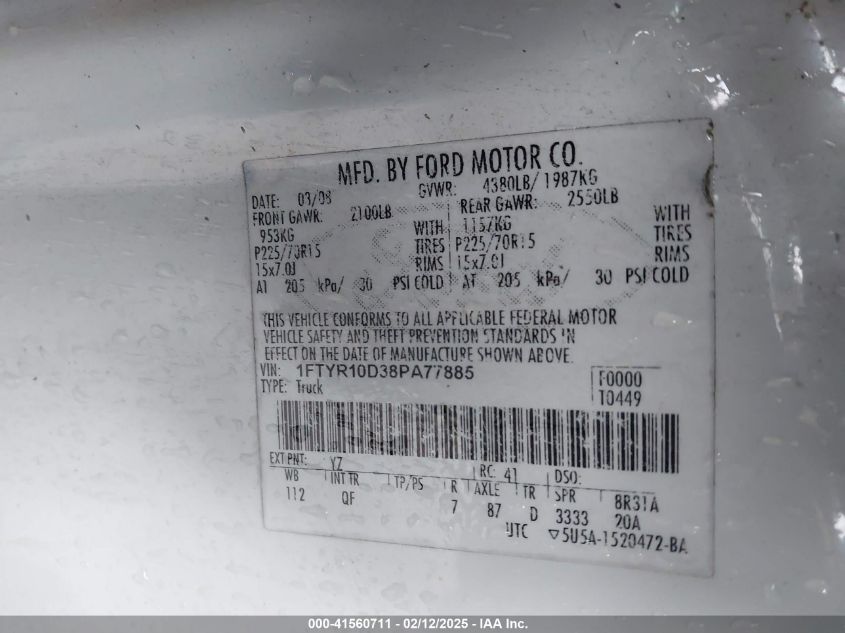 MFD. BY FORD MOTOR CO.
DATE: 03/08 GVWR: 4380LB/ 1987KG
FRONT GAWR: 2100LB REAR GAWR: 2550LB
953KG WITH 1157KG WITH
P225/70R15 TIRES P225/70R15 TIRES
15x7.0J RIMS 15x7.0J RIMS
AT 205 kPa/ 30 PSI COLD AT 205 kPa/ 30 PSI COLD
THIS VEHICLE CONFORMS TO ALL APPLICABLE FEDERAL MOTOR
VEHICLE SAFETY AND THEFT PREVENTION STANDARDS IN
EFFECT ON THE DATE OF MANUFACTURE SHOWN ABOVE.
VIN: 1FTYR10D38PA77885 F0000
TYPE: Truck T0449
EXT PNT: YZ RC: 41 DSO:
WB INT TR TP/PS R AXLE TR SPR 8R31A
112 QF 7 87 D 3333 20A
UTC ▽5U5A-1520472-BA
000-41560711 - 02/12/2025 - IAA Inc.